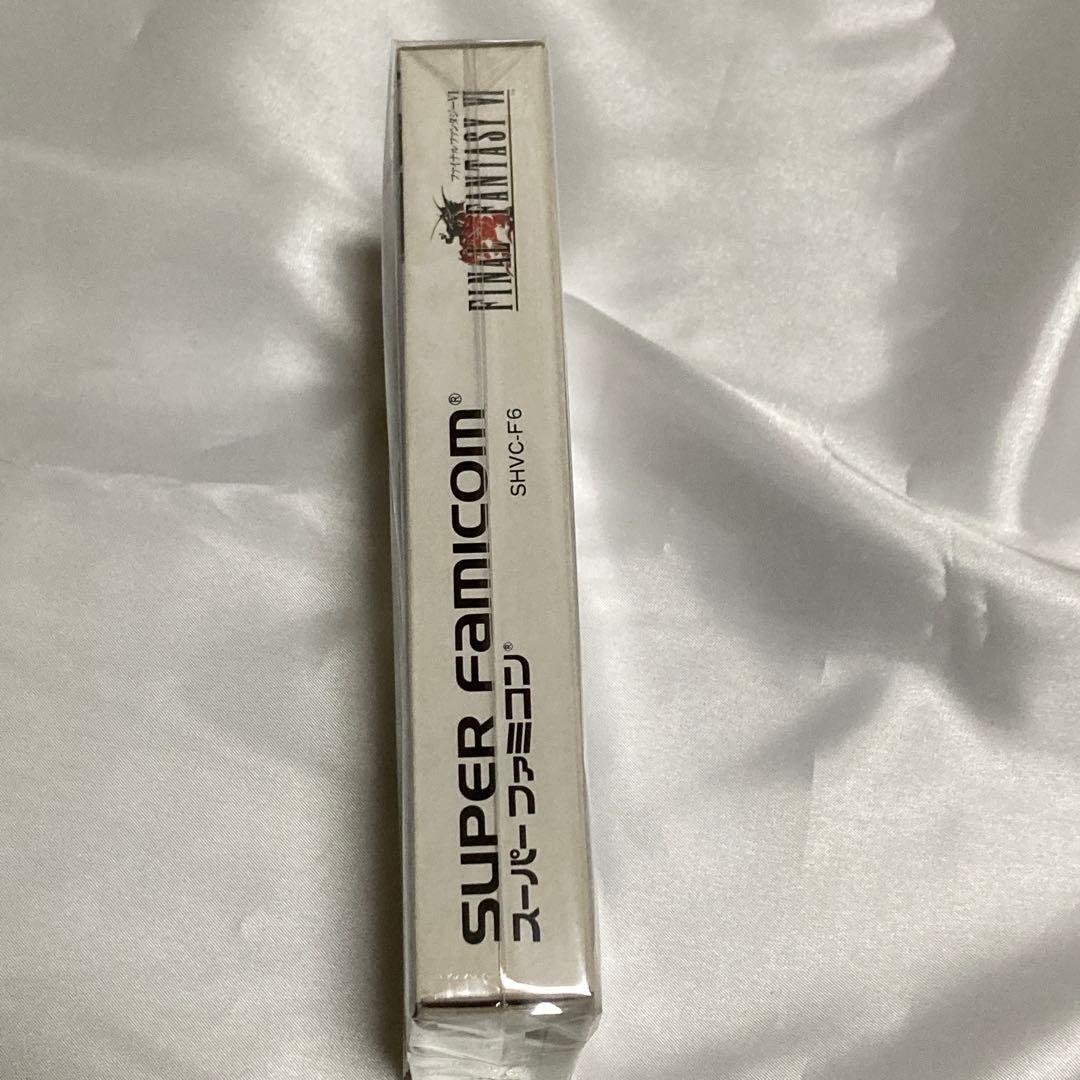 SUPER FAMICOM®
スーパーファミコン®
SHVC-F6
ファイナルファンタジーVI
FINAL FANTASY VI